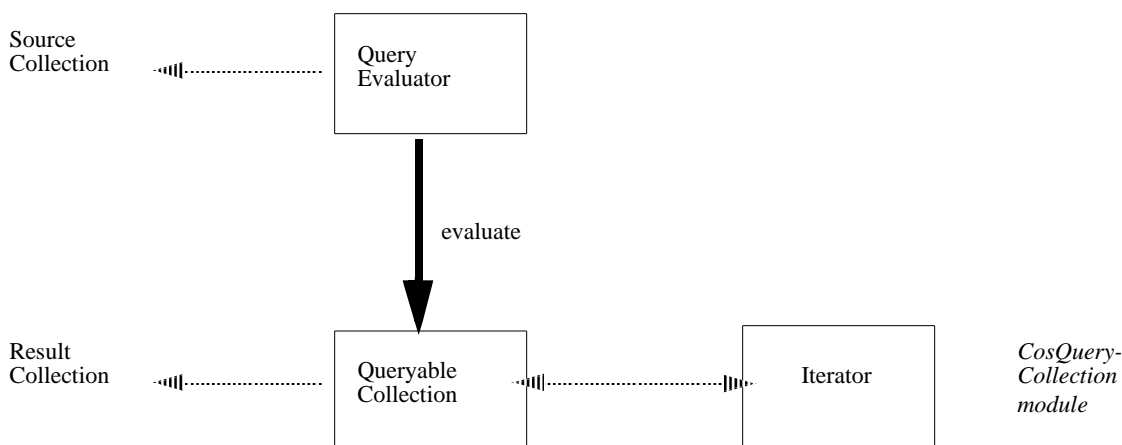 Source
Collection
Query
Evaluator
evaluate
Result
Collection
Queryable
Collection
Iterator
CosQuery-
Collection
module